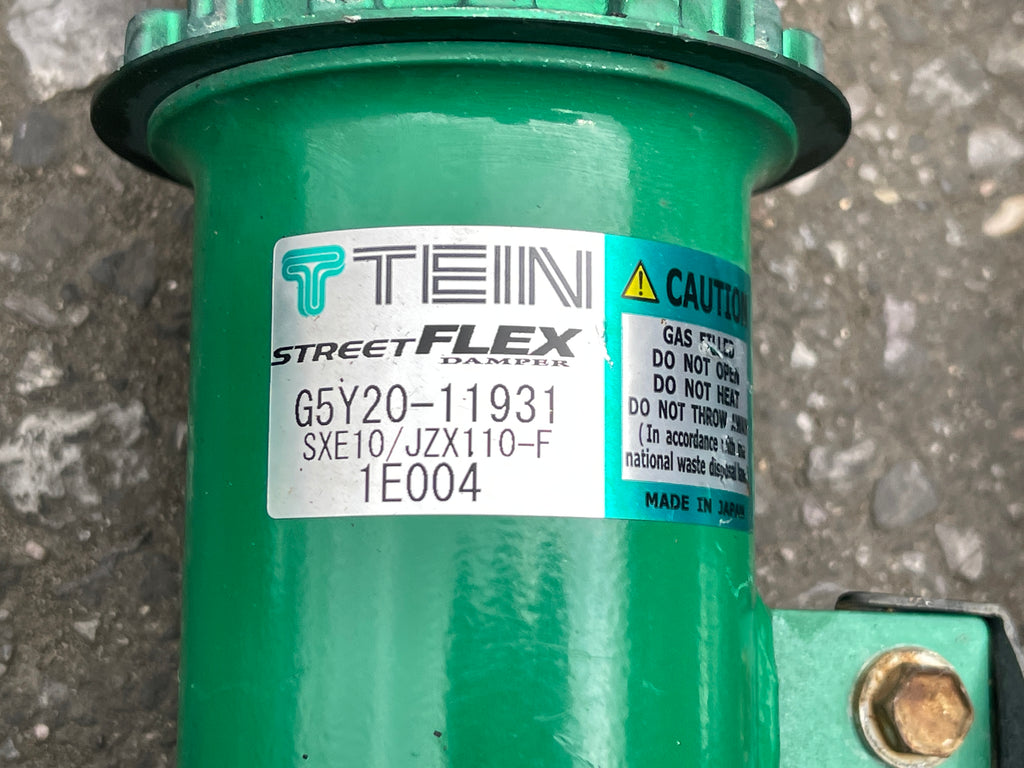 TEIN
STREET FLEX
DAMPER
G5Y20-11931
SXE10/JZX110-F
1E004
CAUTION
GAS FILLED
DO NOT OPEN
DO NOT HEAT
DO NOT THROW
(In accordance with
national waste disposal
MADE IN JAPAN